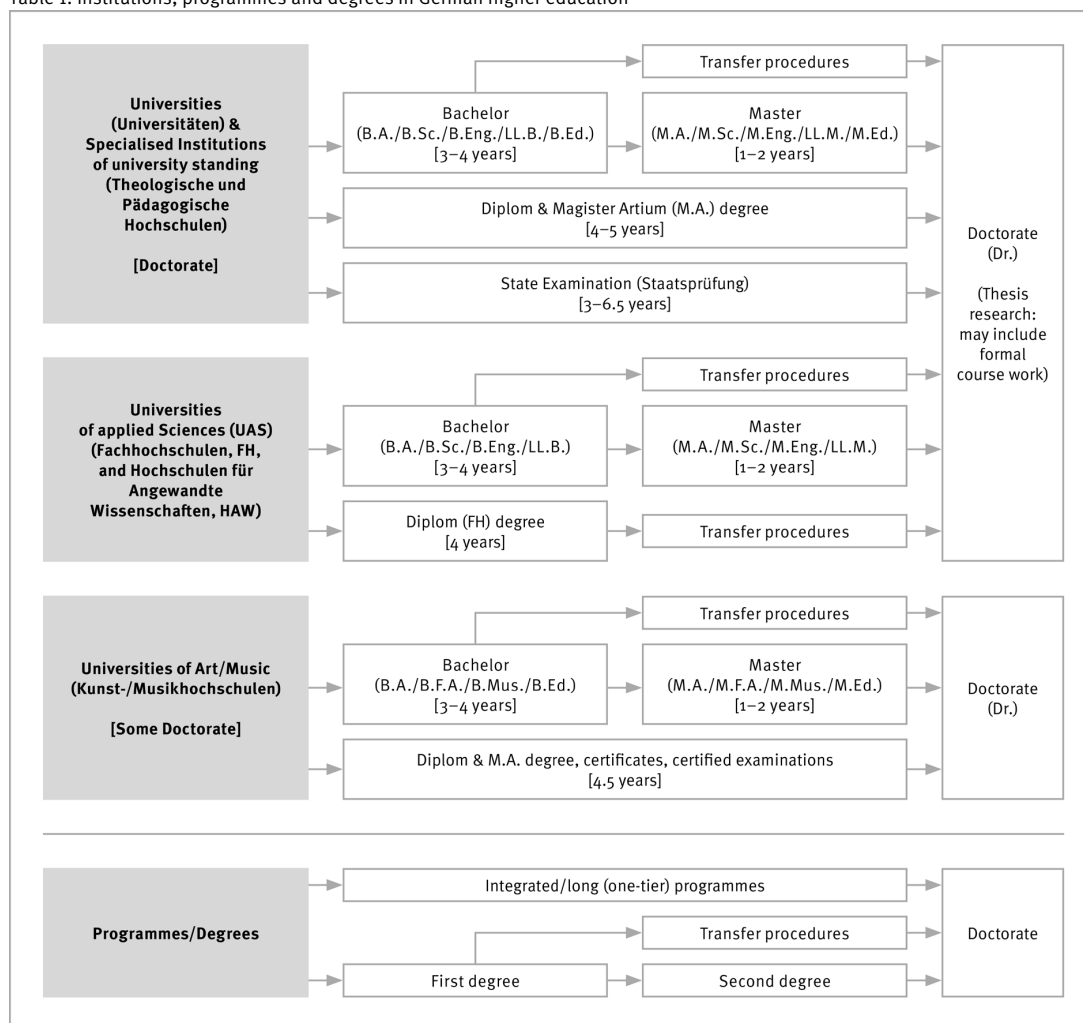 Table 1: Institutions, programmes and degrees in German Higher education
Universities
(Universitäten) &
Specialised Institutions
of university standing
(Theologische und
Pädagogische
Hochschulen)
[Doctorate]
Transfer procedures
Bachelor
(B.A./B.Sc./B.Eng./LL.B./B.Ed.)
[3–4 years]
Master
(M.A./M.Sc./M.Eng./LL.M./M.Ed.)
[1–2 years]
Diplom & Magister Artium (M.A.) degree
[4–5 years]
State Examination (Staatsprüfung)
[3–6.5 years]
Doctorate
(Dr.)
(Thesis
research:
may include
formal
course work)
Universities
of applied Sciences (UAS)
(Fachhochschulen, FH,
and Hochschulen für
Angewandte
Wissenschaften, HAW)
Transfer procedures
Bachelor
(B.A./B.Sc./B.Eng./LL.B.)
[3–4 years]
Master
(M.A./M.Sc./M.Eng./LL.M.)
[1–2 years]
Diplom (FH) degree
[4 years]
Transfer procedures
Universities of Art/Music
(Kunst-/Musikhochschulen)
[Some Doctorate]
Transfer procedures
Bachelor
(B.A./B.F.A./B.Mus./B.Ed.)
[3–4 years]
Master
(M.A./M.F.A./M.Mus./M.Ed.)
[1–2 years]
Diplom & M.A. degree, certificates, certified examinations
[4.5 years]
Doctorate
(Dr.)
Programmes/Degrees
Integrated/long (one-tier) programmes
Transfer procedures
First degree
Second degree
Doctorate